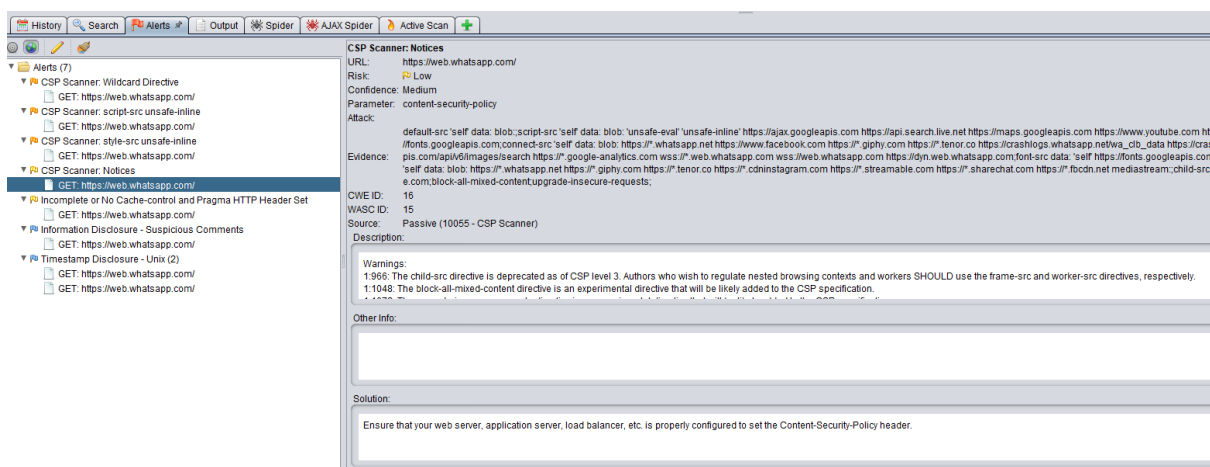 History Search Alerts Output Spider AJAX Spider Active Scan
Alerts (7)
CSP Scanner: Wildcard Directive
GET: https://web.whatsapp.com/
CSP Scanner: script-src unsafe-inline
GET: https://web.whatsapp.com/
CSP Scanner: style-src unsafe-inline
GET: https://web.whatsapp.com/
CSP Scanner: Notices
GET: https://web.whatsapp.com/
Incomplete or No Cache-control and Pragma HTTP Header Set
GET: https://web.whatsapp.com/
Information Disclosure - Suspicious Comments
GET: https://web.whatsapp.com/
Timestamp Disclosure - Unix (2)
GET: https://web.whatsapp.com/
GET: https://web.whatsapp.com/
CSP Scanner: Notices
URL: https://web.whatsapp.com/
Risk: Low
Confidence: Medium
Parameter: content-security-policy
Attack:
default-src 'self' data: blob:;script-src 'self' data: blob: 'unsafe-eval' 'unsafe-inline' https://ajax.googleapis.com https://api.search.live.net https://maps.googleapis.com https://www.youtube.com ht
//fonts.googleapis.com;connect-src 'self' data: blob: https://*.whatsapp.net https://www.facebook.com https://*.giphy.com https://*.tenor.co https://crashlogs.whatsapp.net/wa_clb_data https://cras
Evidence: pis.com/api/v6/images/search https://*.google-analytics.com wss://*.web.whatsapp.com wss://web.whatsapp.com https://dyn.web.whatsapp.com;font-src data: 'self' https://fonts.googleapis.com
'self' data: blob: https://*.whatsapp.net https://*.giphy.com https://*.tenor.co https://*.cdninstagram.com https://*.streamable.com https://*.sharechat.com https://*.fbcdn.net mediastream:;child-src
e.com;block-all-mixed-content;upgrade-insecure-requests;
CWE ID: 16
WASC ID: 15
Source: Passive (10055 - CSP Scanner)
Description:
Warnings:
1:966: The child-src directive is deprecated as of CSP level 3. Authors who wish to regulate nested browsing contexts and workers SHOULD use the frame-src and worker-src directives, respectively.
1:1048: The block-all-mixed-content directive is an experimental directive that will be likely added to the CSP specification.
Other Info:
Solution:
Ensure that your web server, application server, load balancer, etc. is properly configured to set the Content-Security-Policy header.